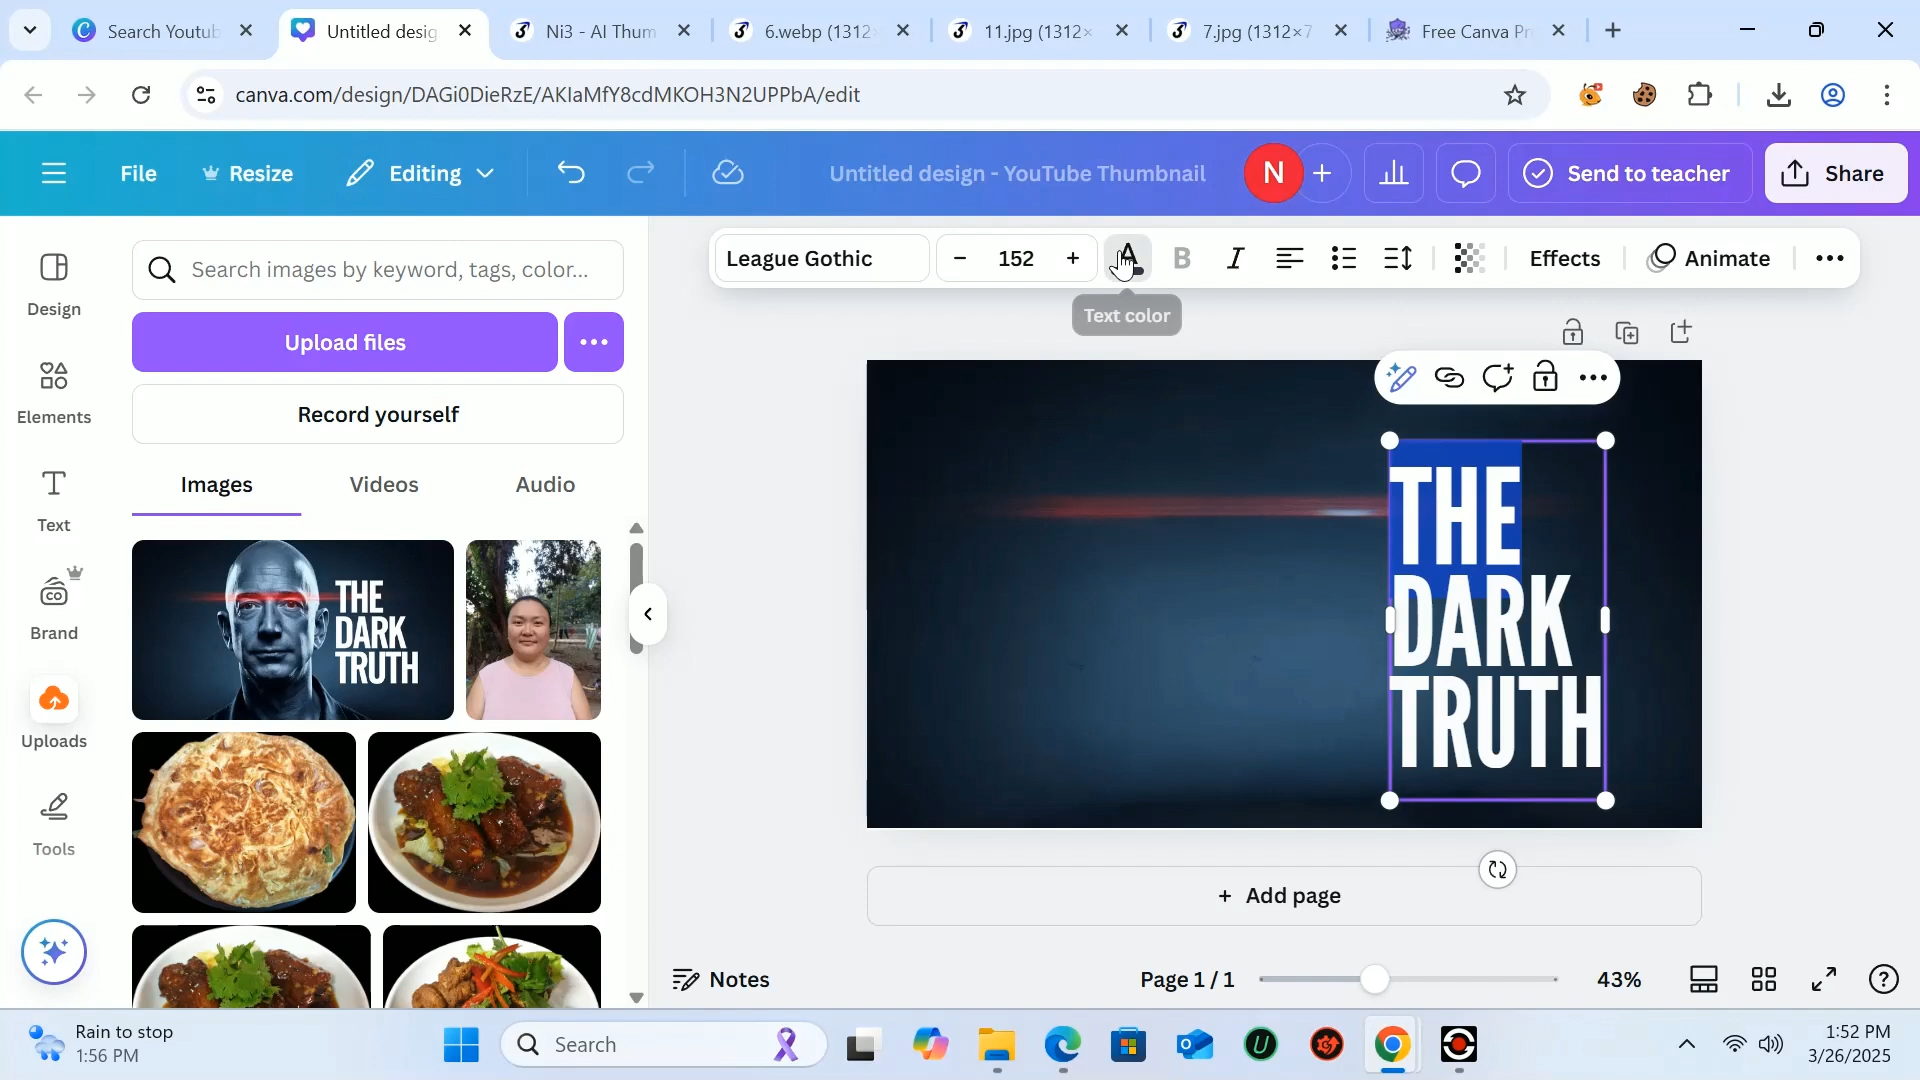 Search Youtub
Untitled desig
Ni3 - AI Thum
6.webp (1312×
11.jpg (1312×
7.jpg (1312×7
Free Canva Pr
canva.com/design/DAGi0DieRzE/AKIaMfY8cdMKOH3N2UPPbA/edit
File
Resize
Editing
Untitled design - YouTube Thumbnail
N
Send to teacher
Share
League Gothic
152
A
B
I
Effects
Animate
Text color
Design
Elements
Text
Brand
Uploads
Tools
Search images by keyword, tags, color...
Upload files
Record yourself
Images
Videos
Audio
THE
DARK
TRUTH
THE
DARK
TRUTH
+ Add page
Notes
Page 1 / 1
43%
Rain to stop
1:56 PM
Search
1:52 PM
3/26/2025